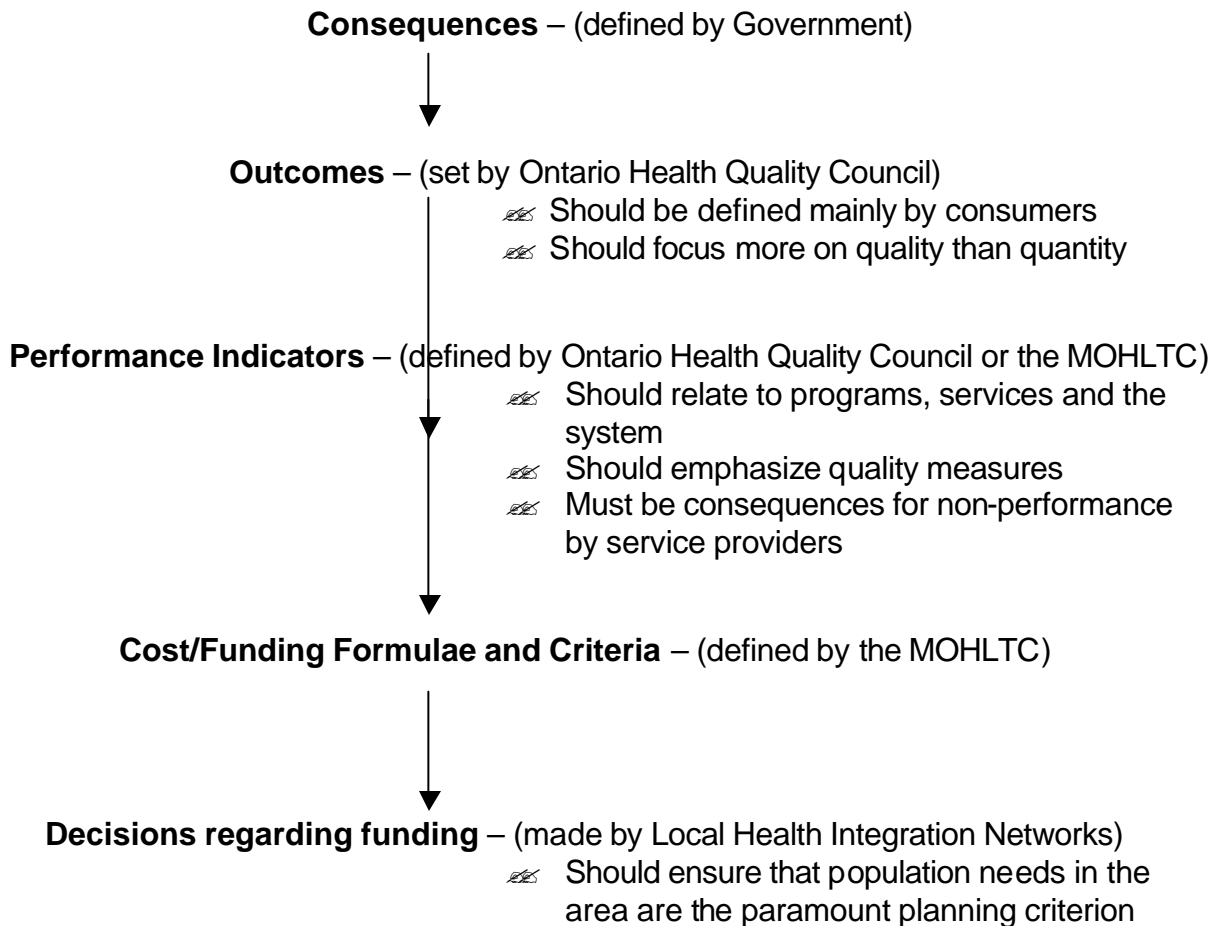 Consequences – (defined by Government)
Outcomes – (set by Ontario Health Quality Council)
Should be defined mainly by consumers
Should focus more on quality than quantity
Performance Indicators – (defined by Ontario Health Quality Council or the MOHLTC)
Should relate to programs, services and the
system
Should emphasize quality measures
Must be consequences for non-performance
by service providers
Cost/Funding Formulae and Criteria – (defined by the MOHLTC)
Decisions regarding funding – (made by Local Health Integration Networks)
Should ensure that population needs in the
area are the paramount planning criterion